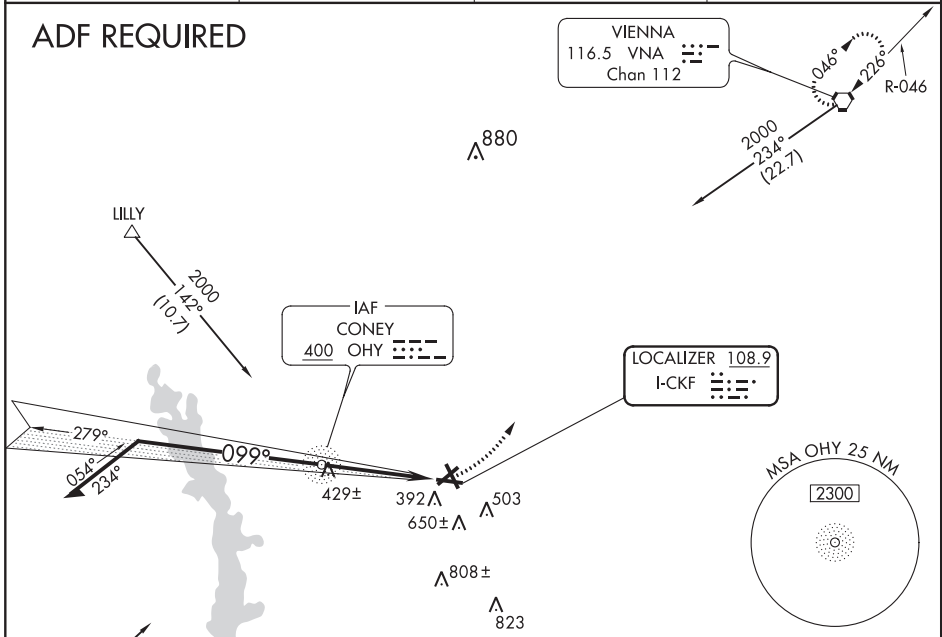 ADF REQUIRED
VIENNA
116.5 VNA
Chan 112
046°
226°
R-046
2000
234°
(22.7)
880
LILLY
2000
142°
(10.7)
IAF
CONEY
400 OHY
LOCALIZER 108.9
I-CKF
279°
099°
054°
234°
429±
392
503
650±
808±
823
MSA OHY 25 NM
2300